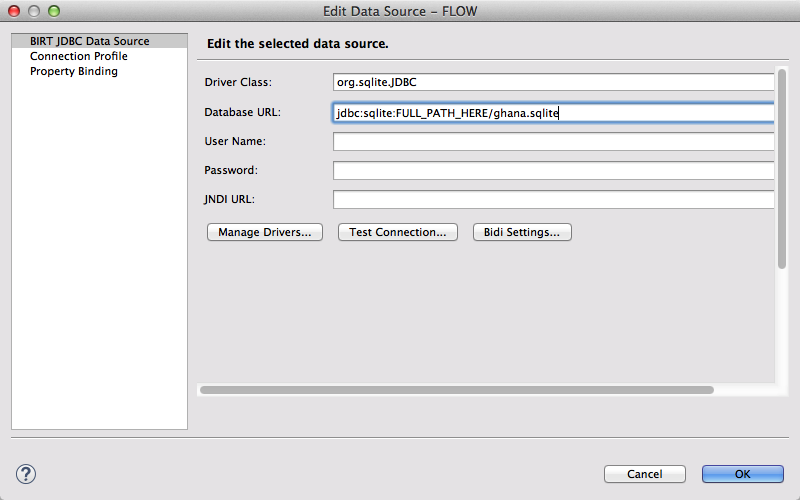 Edit Data Source – FLOW
BIRT JDBC Data Source
Connection Profile
Property Binding
Edit the selected data source.
Driver Class: org.sqlite.JDBC
Database URL: jdbc:sqlite:FULL_PATH_HERE/ghana.sqlite
User Name:
Password:
JNDI URL:
Manage Drivers... Test Connection... Bidi Settings...
? Cancel OK